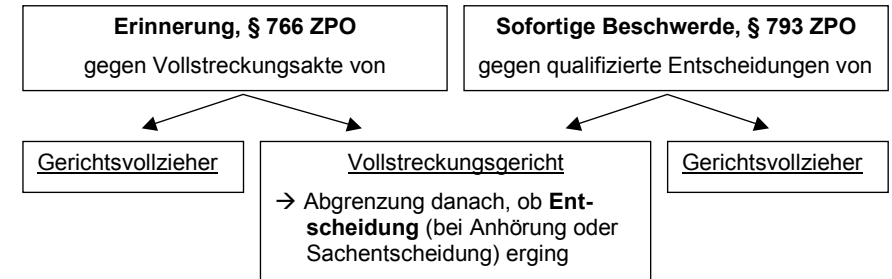 Erinnerung, § 766 ZPO
gegen Vollstreckungsakte von
Sofortige Beschwerde, § 793 ZPO
gegen qualifizierte Entscheidungen von
Gerichtsvollzieher
Vollstreckungsgericht
→ Abgrenzung danach, ob Ent-
scheidung (bei Anhörung oder
Sachentscheidung) erging
Gerichtsvollzieher